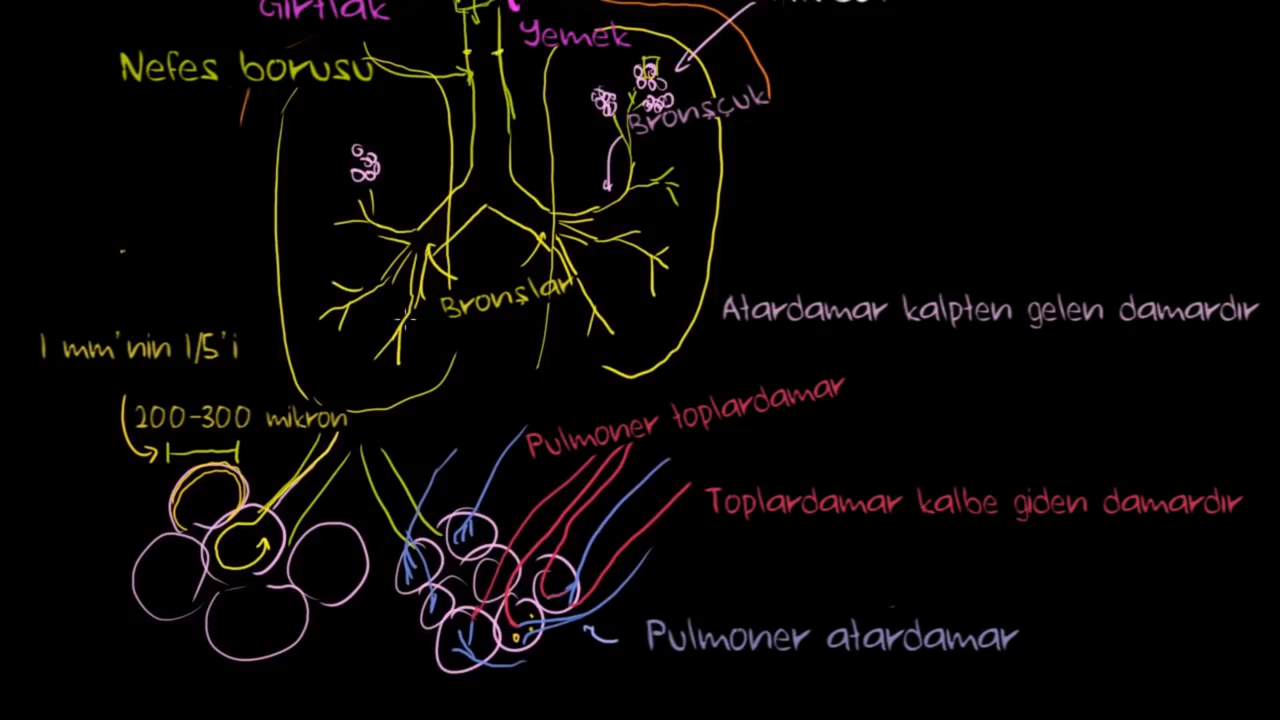 Gırtlak
Yemek
Nefes borusu
Bronşçuk
Bronşlar
Atardamar kalpten gelen damardır
1 mm'nin 1/5'i
200-300 mikron
Pulmoner toplardamar
Toplardamar kalbe giden damardır
Pulmoner atardamar